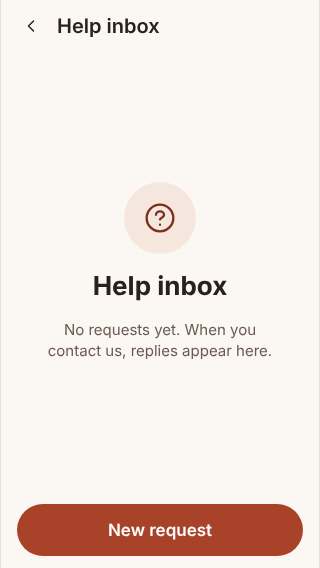 Help inbox
Help inbox
No requests yet. When you
contact us, replies appear here.
New request